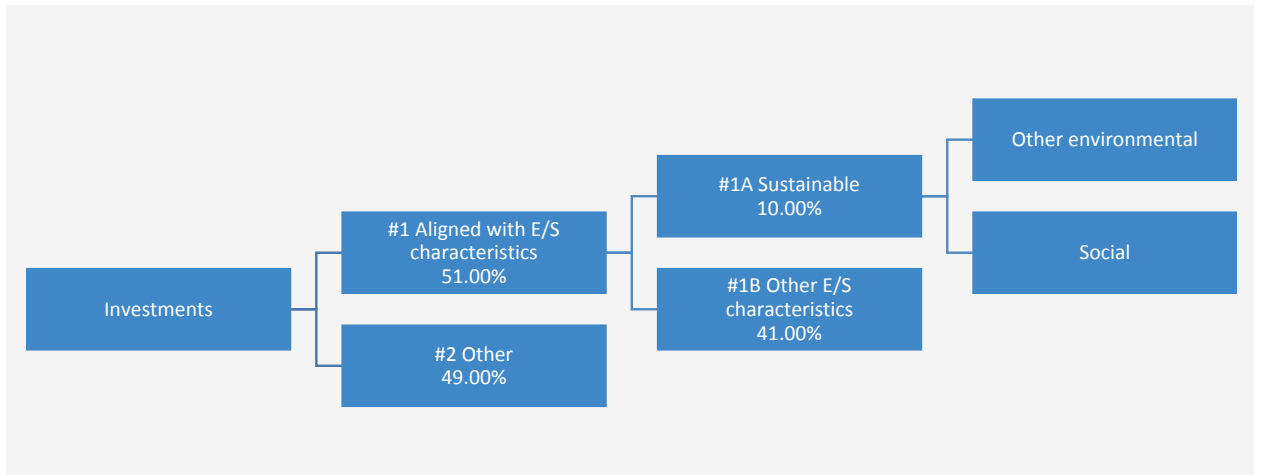 Investments
#1 Aligned with E/S
characteristics
51.00%
#2 Other
49.00%
#1A Sustainable
10.00%
#1B Other E/S
characteristics
41.00%
Other environmental
Social